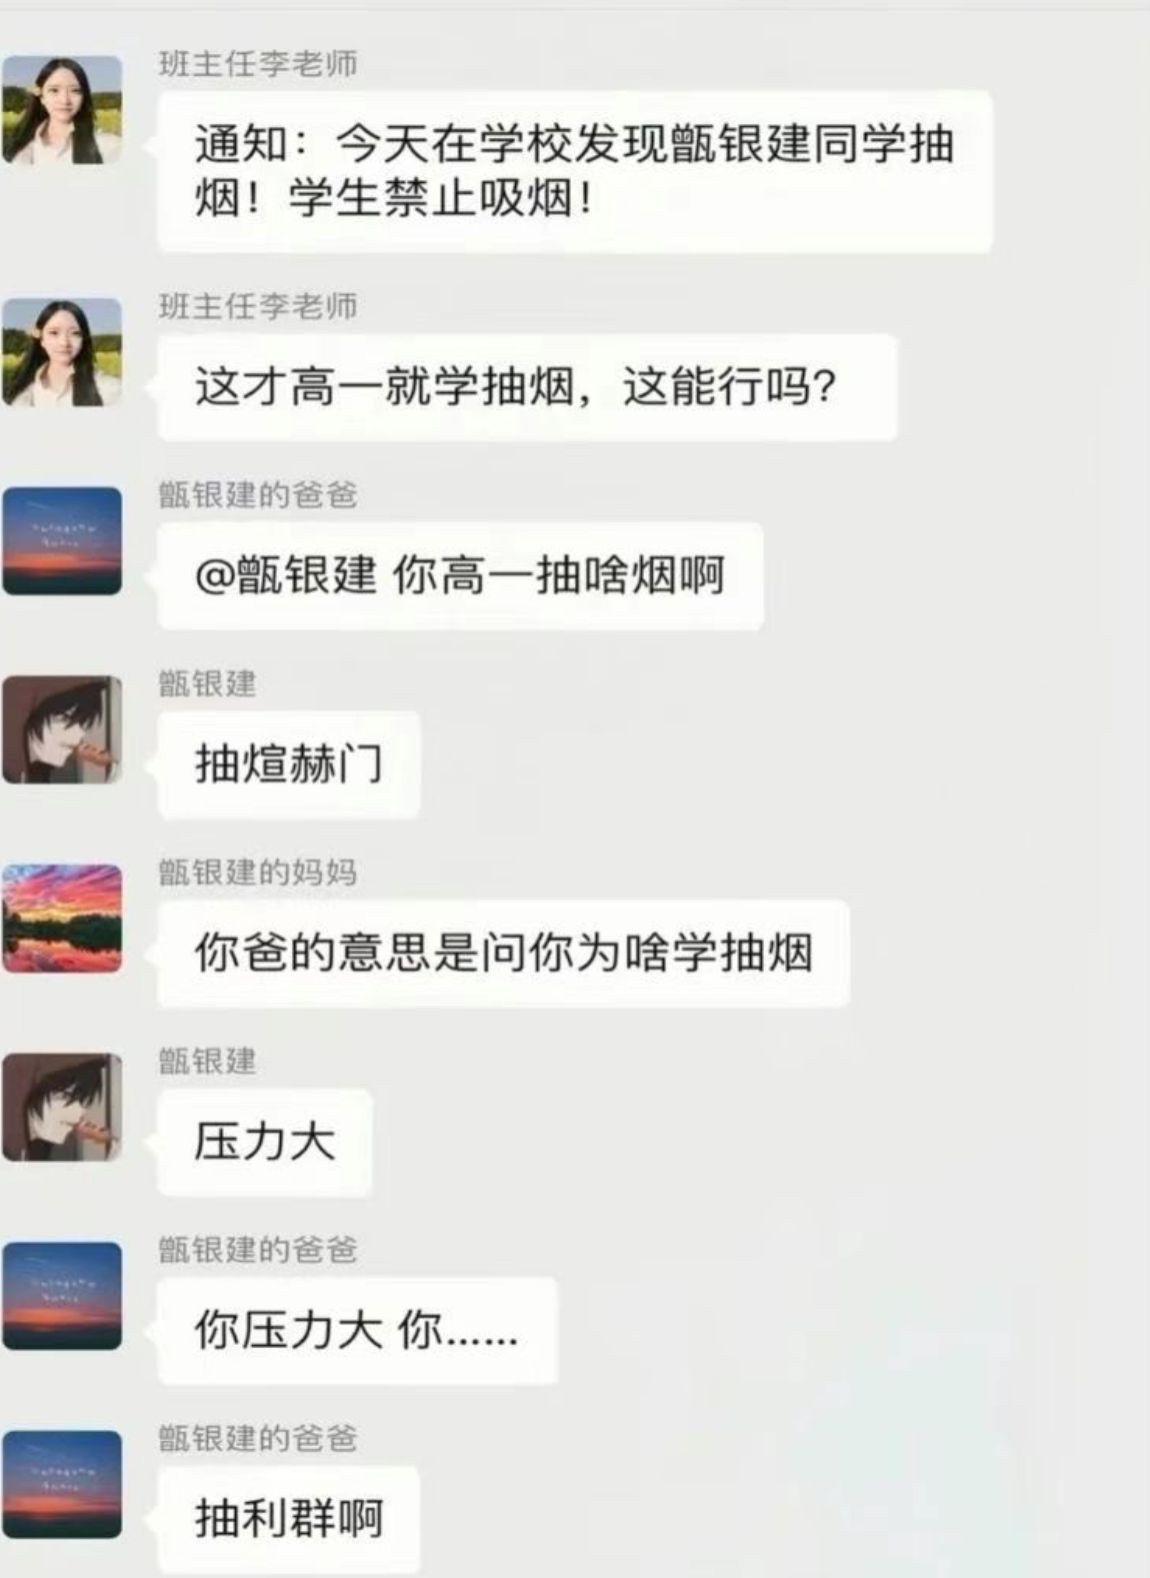 班主任李老师
通知：今天在学校发现甑银建同学抽
烟！学生禁止吸烟！
班主任李老师
这才高一就学抽烟，这能行吗？
甑银建的爸爸
@甑银建 你高一抽啥烟啊
甑银建
抽煊赫门
甑银建的妈妈
你爸的意思是问你为啥学抽烟
甑银建
压力大
甑银建的爸爸
你压力大 你……
甑银建的爸爸
抽利群啊